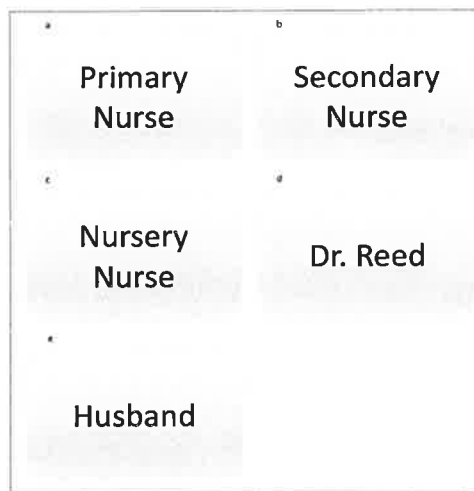 a
Primary
Nurse
b
Secondary
Nurse
c
Nursery
Nurse
d
Dr. Reed
e
Husband